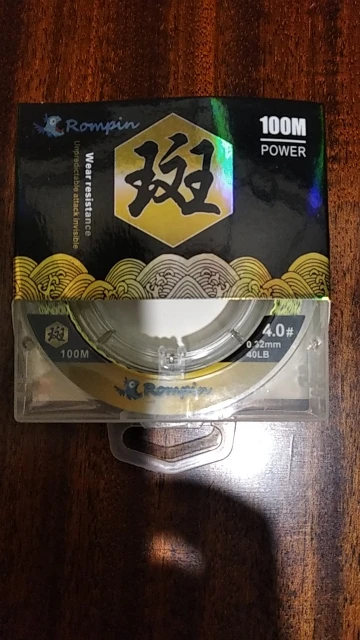 Rompin
100M
POWER
斑
Wear resistance
Unpredictable attack invisible
斑
100M
4.0#
0.32mm
40LB
Rompin